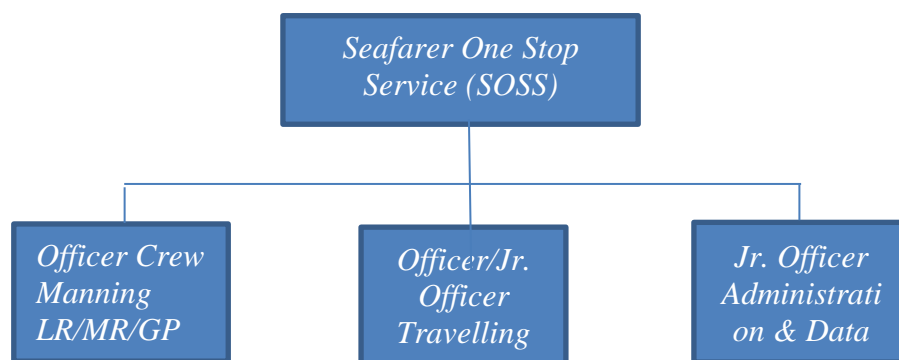 Seafarer One Stop
Service (SOSS)
Officer Crew
Manning
LR/MR/GP
Officer/Jr.
Officer
Travelling
Jr. Officer
Administrati
on & Data